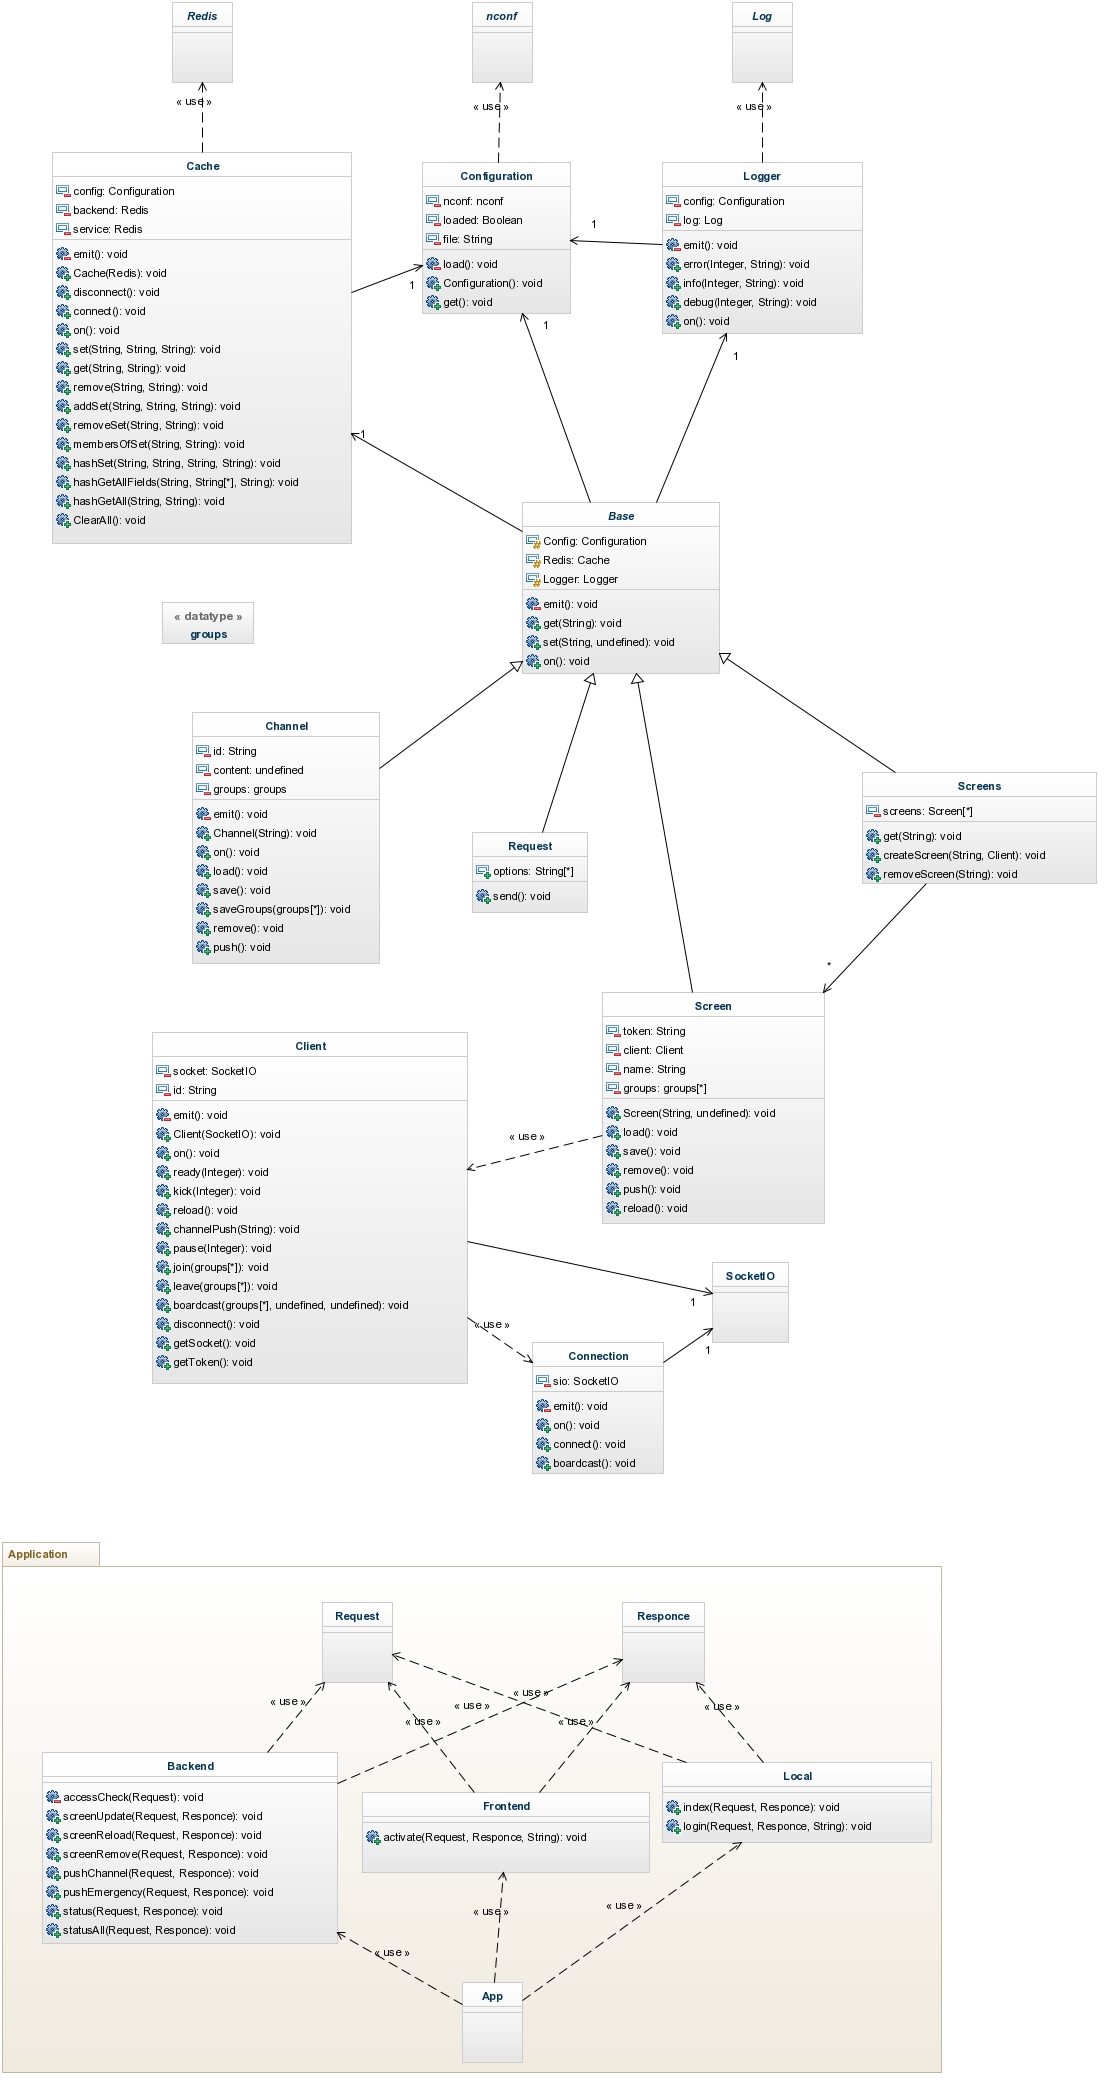 Redis
nconf
Log
« use »
« use »
« use »
Cache
config: Configuration
backend: Redis
service: Redis
emit(): void
Cache(Redis): void
disconnect(): void
connect(): void
on(): void
set(String, String, String): void
get(String, String): void
remove(String, String): void
addSet(String, String, String): void
removeSet(String, String): void
membersOfSet(String, String): void
hashSet(String, String, String, String): void
hashGetAllFields(String, String[*], String): void
hashGetAll(String, String): void
ClearAll(): void
Configuration
nconf: nconf
loaded: Boolean
file: String
load(): void
Configuration(): void
get(): void
Logger
config: Configuration
log: Log
emit(): void
error(Integer, String): void
info(Integer, String): void
debug(Integer, String): void
on(): void
1
1
1
1
1
Base
Config: Configuration
Redis: Cache
Logger: Logger
emit(): void
get(String): void
set(String, undefined): void
on(): void
« datatype »
groups
Channel
id: String
content: undefined
groups: groups
emit(): void
Channel(String): void
on(): void
load(): void
save(): void
saveGroups(groups[*]): void
remove(): void
push(): void
Request
options: String[*]
send(): void
Screens
screens: Screen[*]
get(String): void
createScreen(String, Client): void
removeScreen(String): void
*
Screen
token: String
client: Client
name: String
groups: groups[*]
Screen(String, undefined): void
load(): void
save(): void
remove(): void
push(): void
reload(): void
Client
socket: SocketIO
id: String
emit(): void
Client(SocketIO): void
on(): void
ready(Integer): void
kick(Integer): void
reload(): void
channelPush(String): void
pause(Integer): void
join(groups[*]): void
leave(groups[*]): void
boardcast(groups[*], undefined, undefined): void
disconnect(): void
getSocket(): void
getToken(): void
« use »
SocketIO
1
« use »
1
Connection
sio: SocketIO
emit(): void
on(): void
connect(): void
boardcast(): void
Application
Request
Responce
« use »
« use »
« use »
« use »
« use »
« use »
Backend
accessCheck(Request): void
screenUpdate(Request, Responce): void
screenReload(Request, Responce): void
screenRemove(Request, Responce): void
pushChannel(Request, Responce): void
pushEmergency(Request, Responce): void
status(Request, Responce): void
statusAll(Request, Responce): void
Frontend
activate(Request, Responce, String): void
Local
index(Request, Responce): void
login(Request, Responce, String): void
« use »
« use »
« use »
App